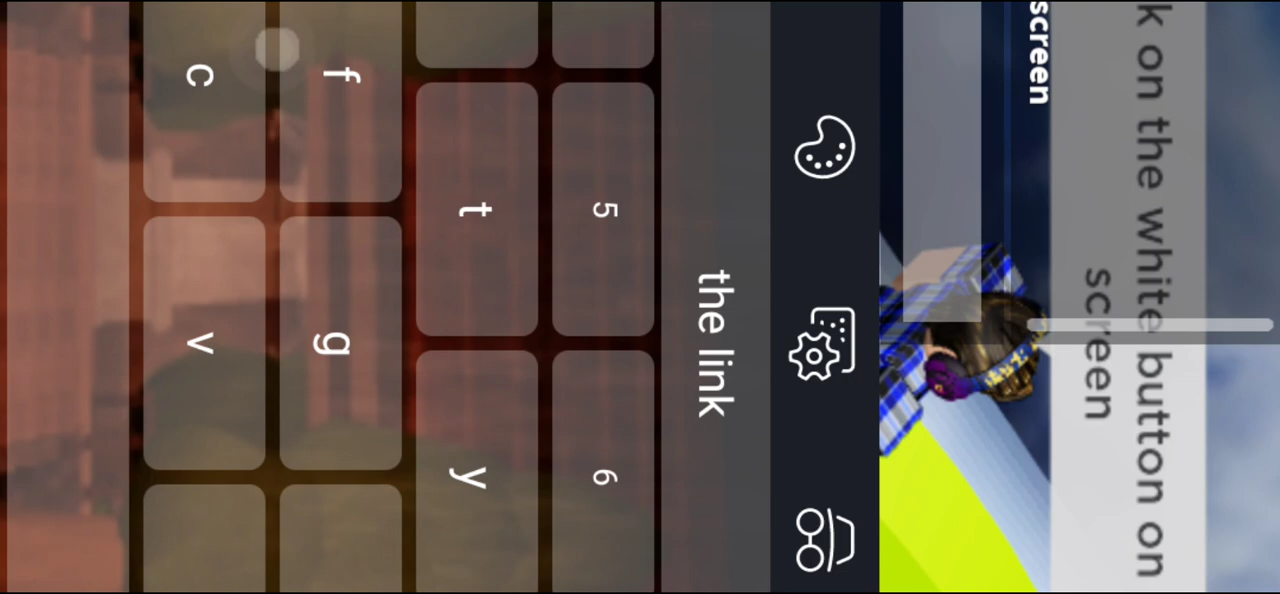 k on the white button on
screen
screen
the link
5 6
t y
f g
c v